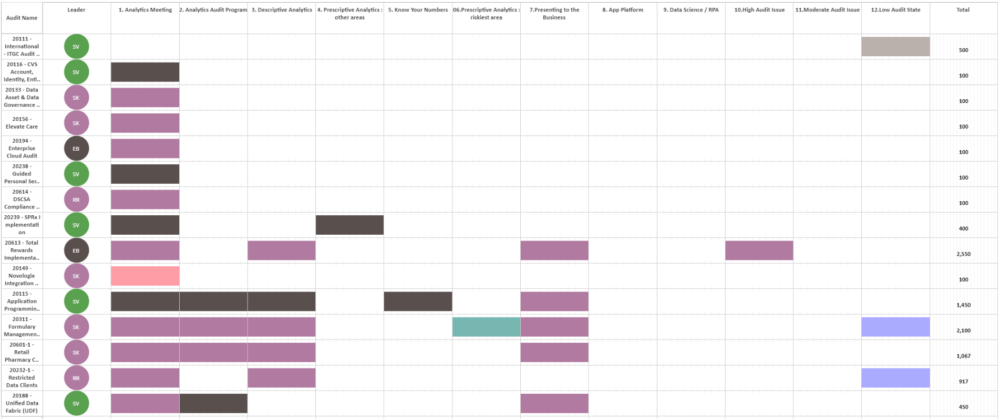 Audit Name
Leader
1. Analytics Meeting
2. Analytics Audit Program
3. Descriptive Analytics
4. Prescriptive Analytics :
other areas
5. Know Your Numbers
06.Prescriptive Analytics :
riskiest area
7.Presenting to the
Business
8. App Platform
9. Data Science / RPA
10.High Audit Issue
11.Moderate Audit Issue
12.Low Audit State
Total
20111 -
International
- ITGC Audit ..
SV
500
20116 - CVS
Account,
Identity, Enti..
SV
100
20133 - Data
Asset & Data
Governance ..
SK
100
20156 -
Elevate Care
SK
100
20194 -
Enterprise
Cloud Audit
EB
100
20238 -
Guided
Personal Ser..
SV
100
20614 -
DSCSA
Compliance ..
RR
100
20239 - SPRx I
mplementati
on
SV
400
20613 - Total
Rewards
Implementa..
EB
2,550
20149 -
Novologix
Integration ..
SK
100
20115 -
Application
Programmin..
SV
1,450
20311 -
Formulary
Managemen..
SK
2,100
20601-1 -
Retail
Pharmacy C..
SK
1,067
20232-1 -
Restricted
Data Clients
RR
917
20188 -
Unified Data
Fabric (UDF)
SV
450